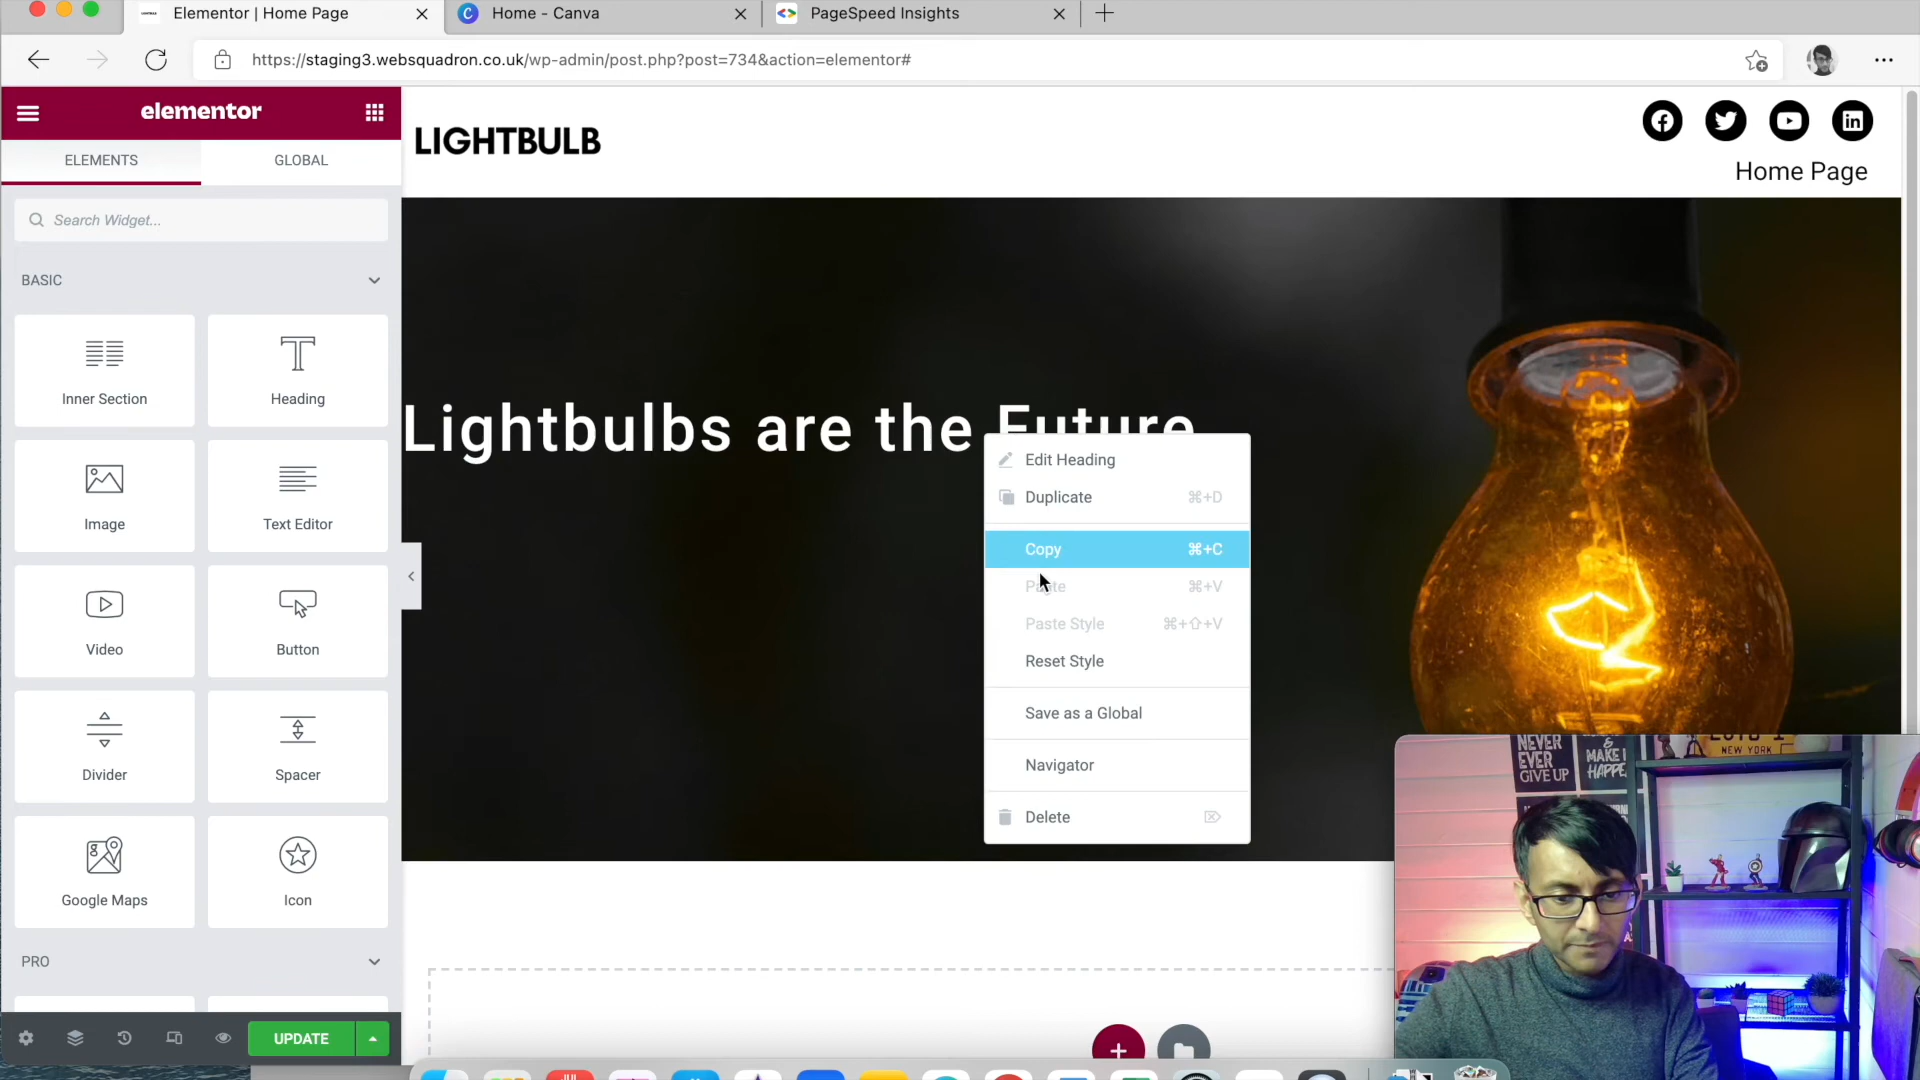 Elementor | Home Page
Home - Canva
PageSpeed Insights
https://staging3.websquadron.co.uk/wp-admin/post.php?post=734&action=elementor#
elementor
ELEMENTS
GLOBAL
Search Widget...
BASIC
Inner Section
Heading
Image
Text Editor
Video
Button
Divider
Spacer
Google Maps
Icon
PRO
UPDATE
LIGHTBULB
Home Page
Lightbulbs are the Future
Edit Heading
Duplicate ⌘+D
Copy ⌘+C
Paste ⌘+V
Paste Style ⌘+⇧+V
Reset Style
Save as a Global
Navigator
Delete
NEVER
EVER
GIVE UP
&
MAKE I
HAPPE
NEW YORK